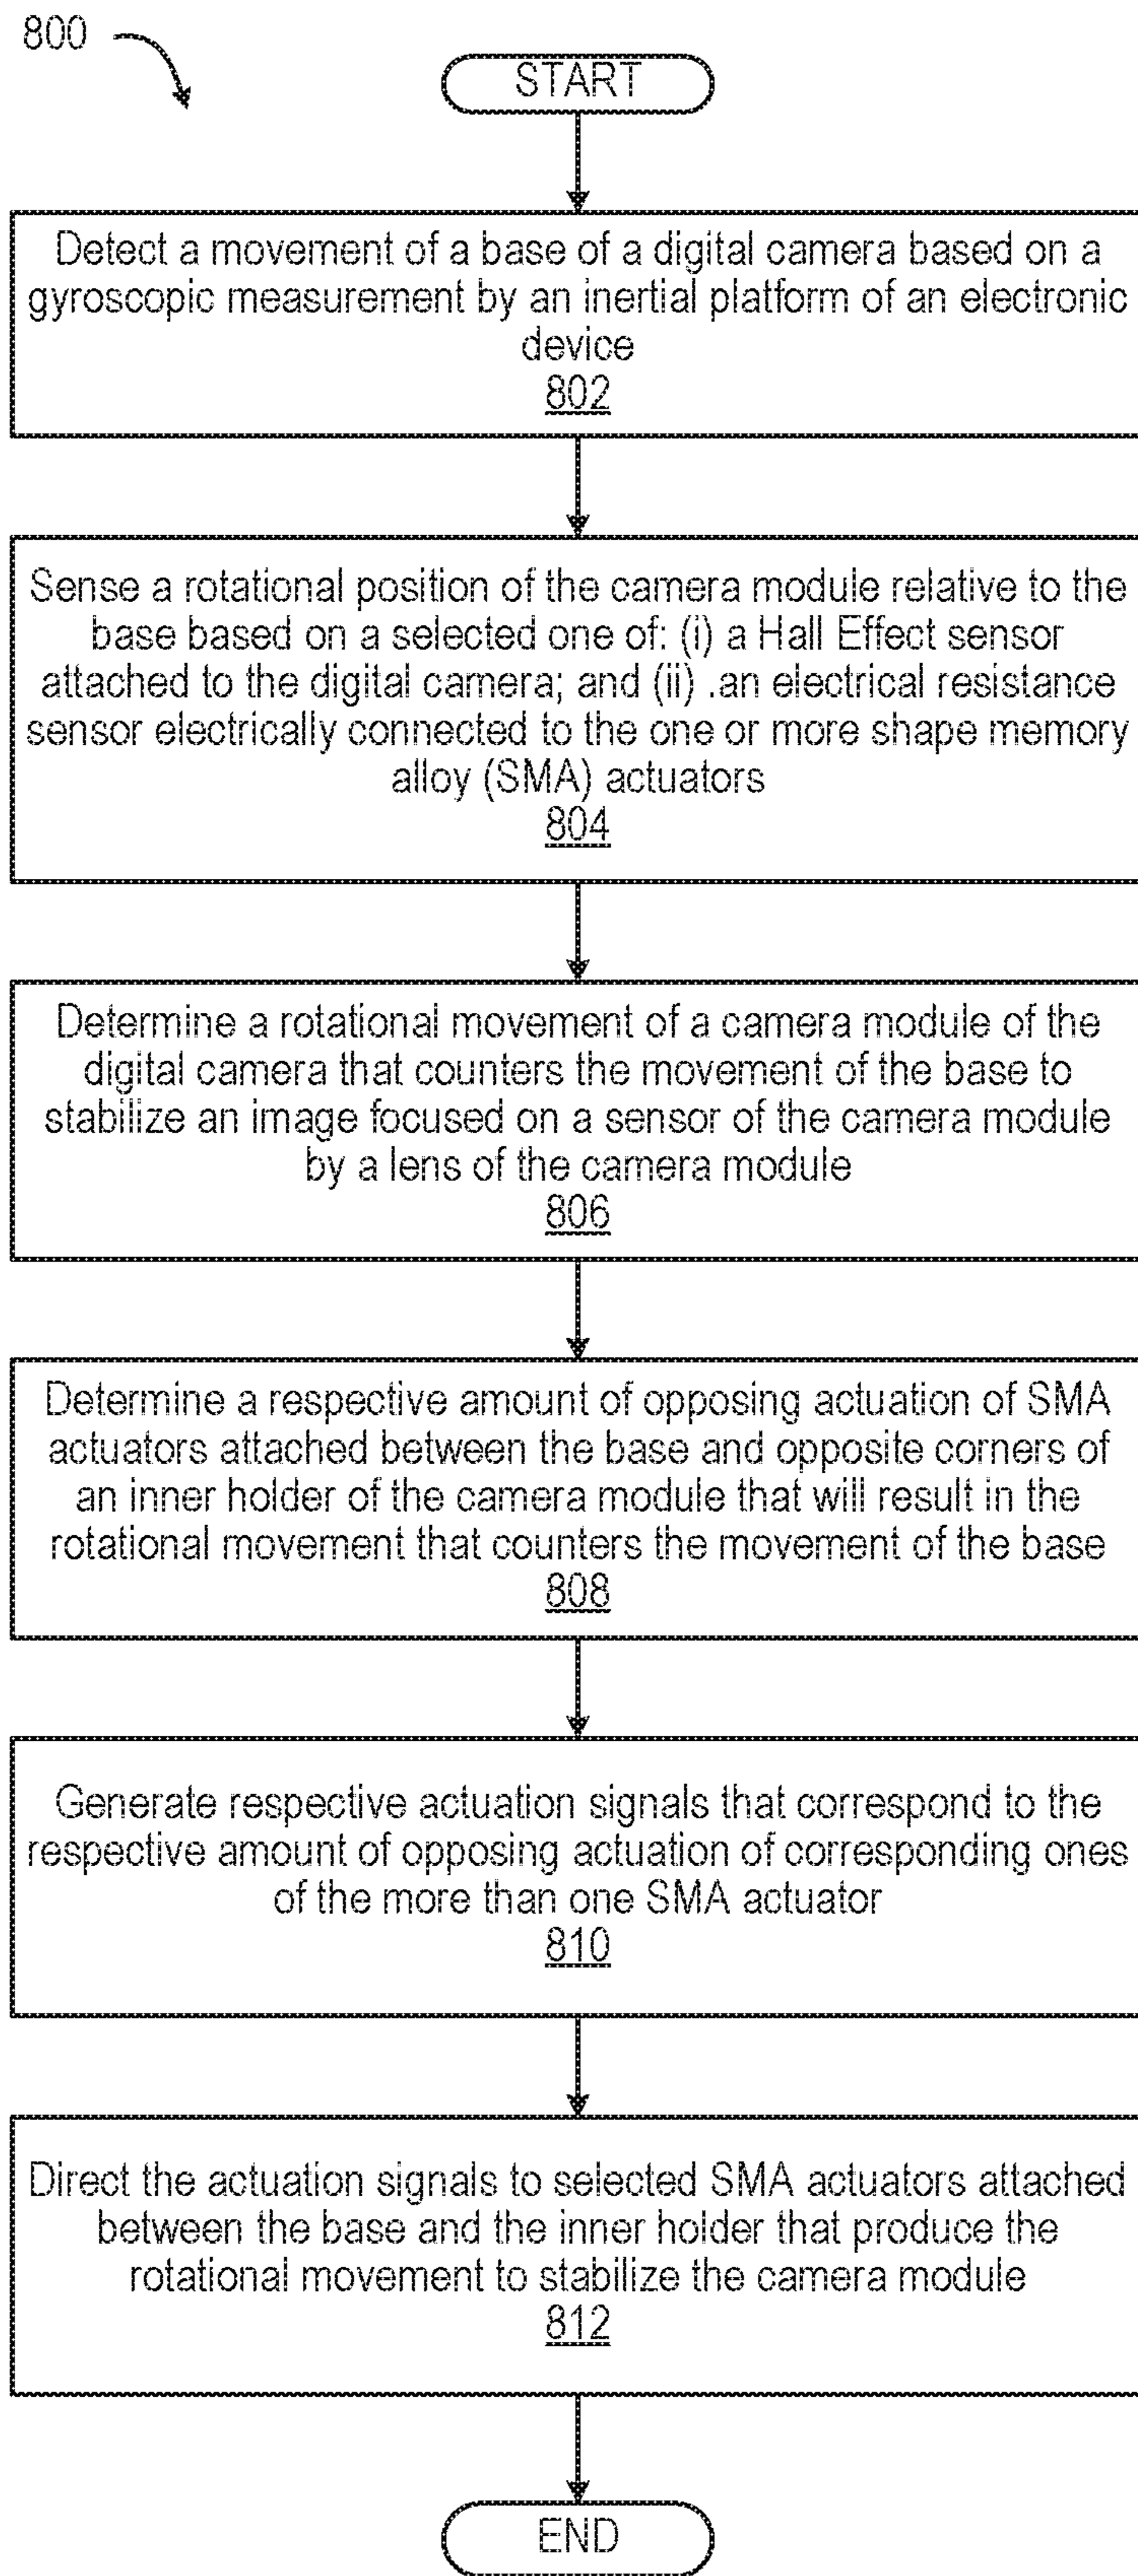 800
START
Detect a movement of a base of a digital camera based on a
gyroscopic measurement by an inertial platform of an electronic
device
802
Sense a rotational position of the camera module relative to the
base based on a selected one of: (i) a Hall Effect sensor
attached to the digital camera; and (ii) .an electrical resistance
sensor electrically connected to the one or more shape memory
alloy (SMA) actuators
804
Determine a rotational movement of a camera module of the
digital camera that counters the movement of the base to
stabilize an image focused on a sensor of the camera module
by a lens of the camera module
806
Determine a respective amount of opposing actuation of SMA
actuators attached between the base and opposite corners of
an inner holder of the camera module that will result in the
rotational movement that counters the movement of the base
808
Generate respective actuation signals that correspond to the
respective amount of opposing actuation of corresponding ones
of the more than one SMA actuator
810
Direct the actuation signals to selected SMA actuators attached
between the base and the inner holder that produce the
rotational movement to stabilize the camera module
812
END